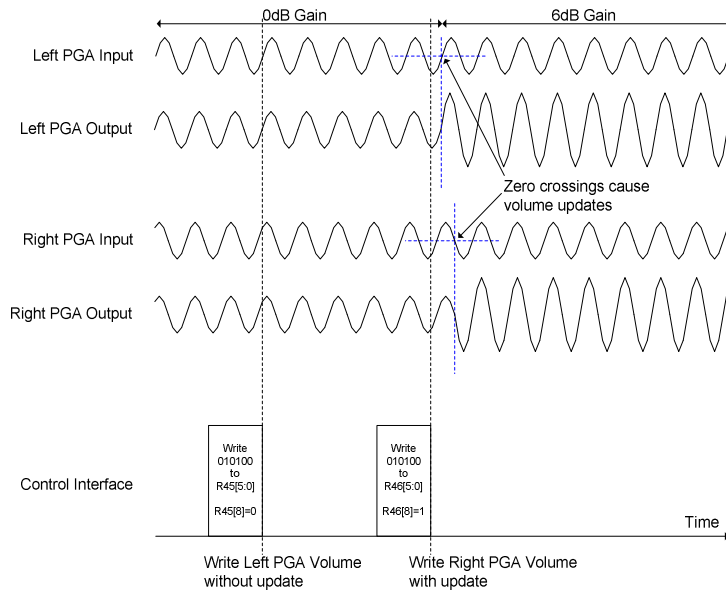 0dB Gain
6dB Gain
Left PGA Input
Left PGA Output
Zero crossings cause
volume updates
Right PGA Input
Right PGA Output
Control Interface
Write
010100
to
R45[5:0]
R45[8]=0
Write
010100
to
R46[5:0]
R46[8]=1
Time
Write Left PGA Volume
without update
Write Right PGA Volume
with update